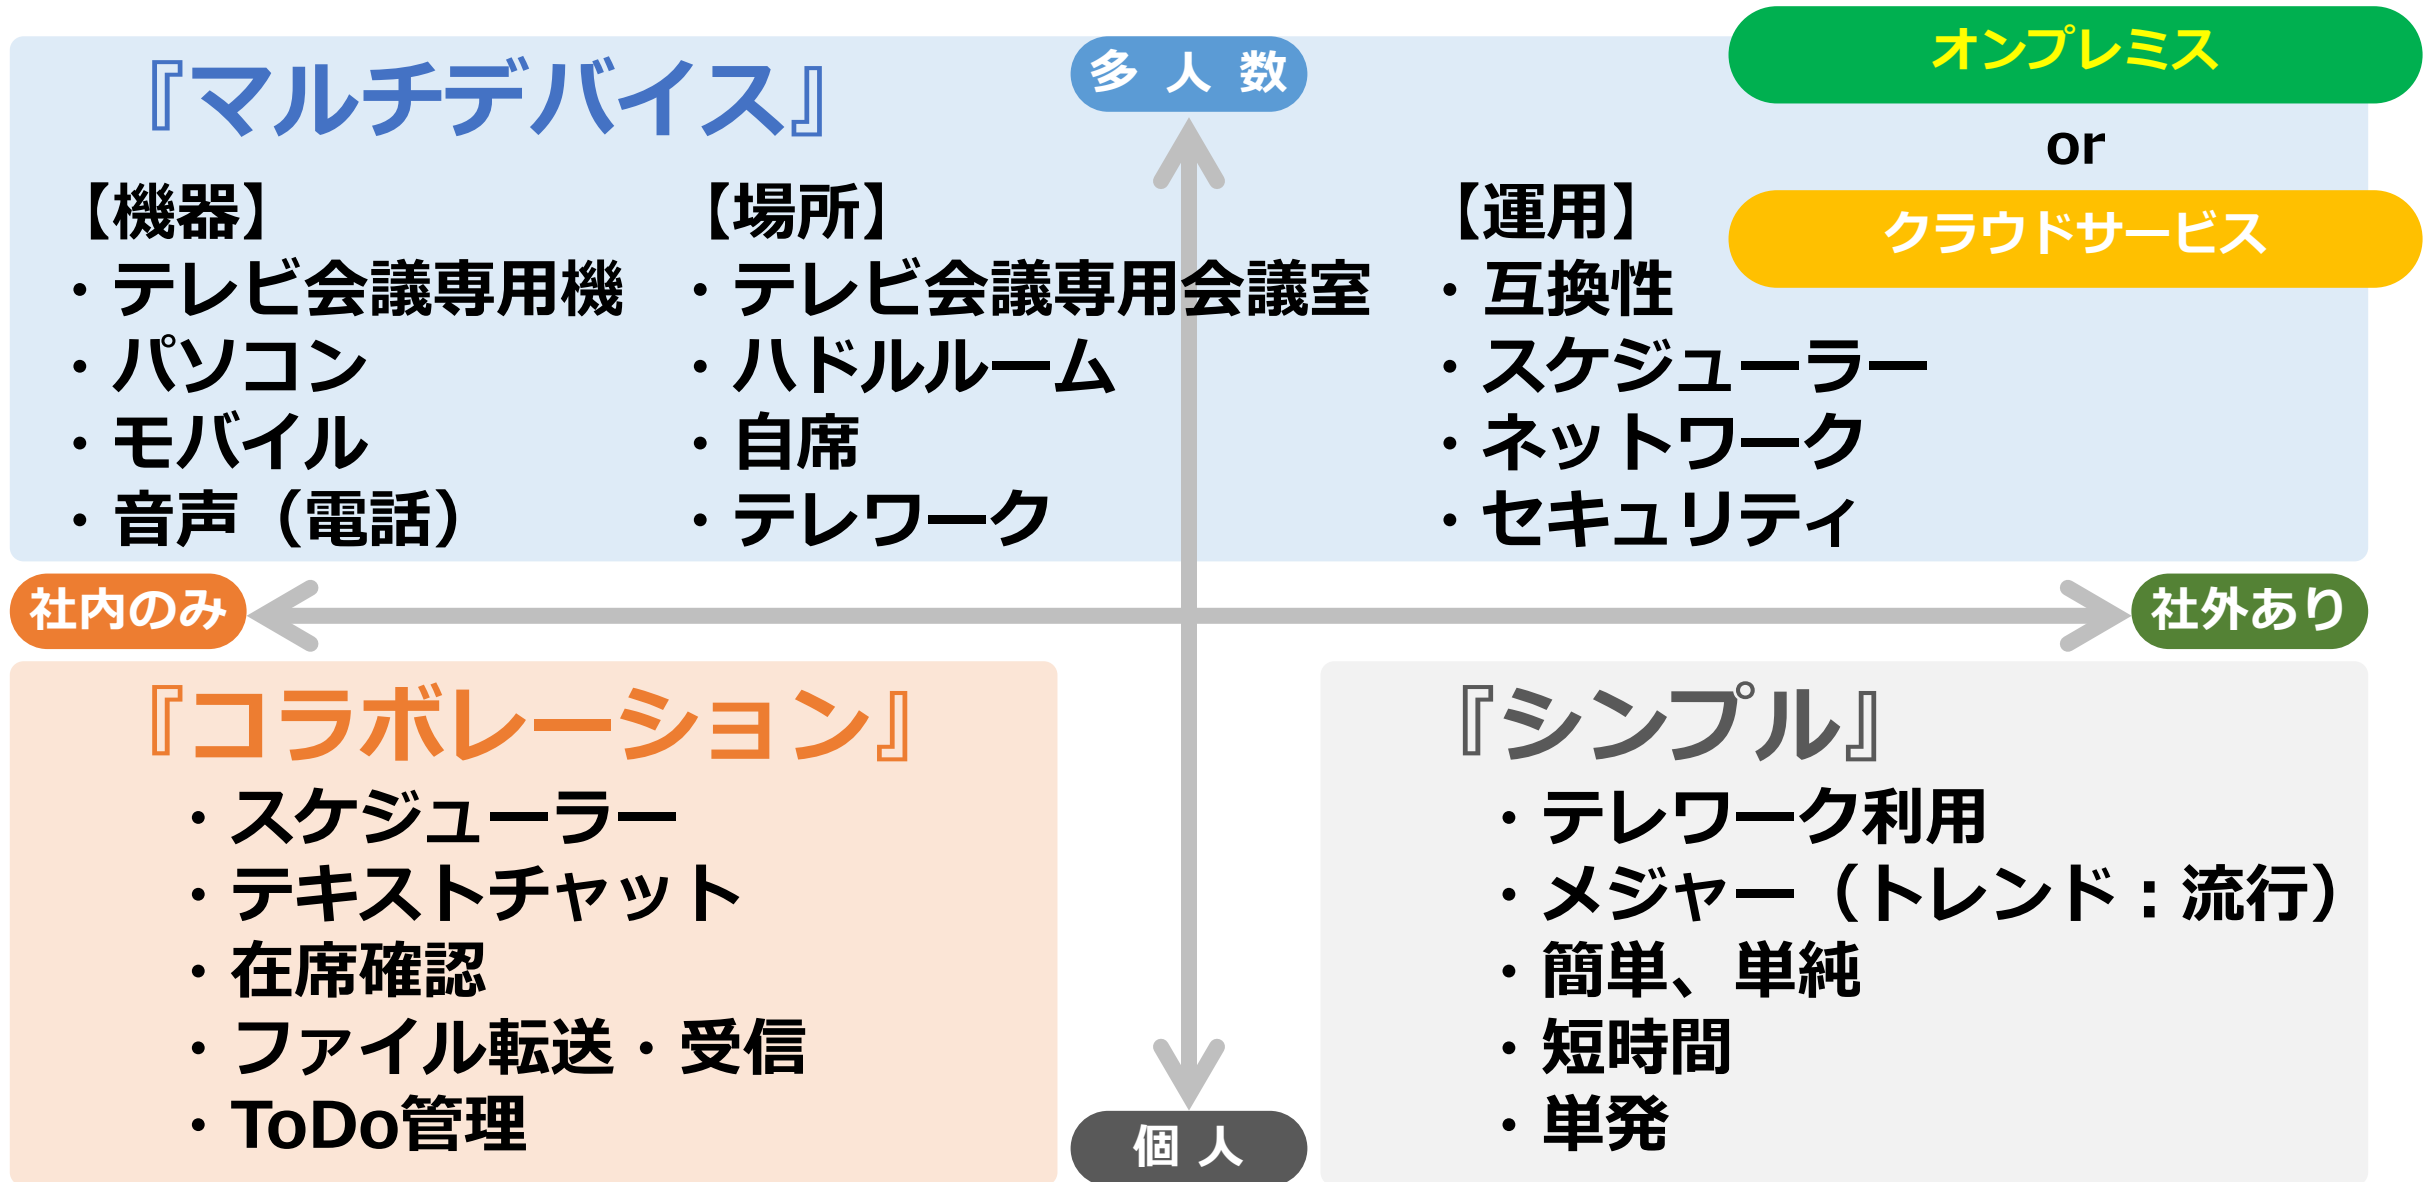 『マルチデバイス』
多 人 数
オンプレミス
or
クラウドサービス
【機器】
・テレビ会議専用機
・パソコン
・モバイル
・音声（電話）
【場所】
・テレビ会議専用会議室
・ハドルルーム
・自席
・テレワーク
【運用】
・互換性
・スケジューラー
・ネットワーク
・セキュリティ
社内のみ
社外あり
『コラボレーション』
・スケジューラー
・テキストチャット
・在席確認
・ファイル転送・受信
・ToDo管理
『シンプル』
・テレワーク利用
・メジャー（トレンド：流行）
・簡単、単純
・短時間
・単発
個 人